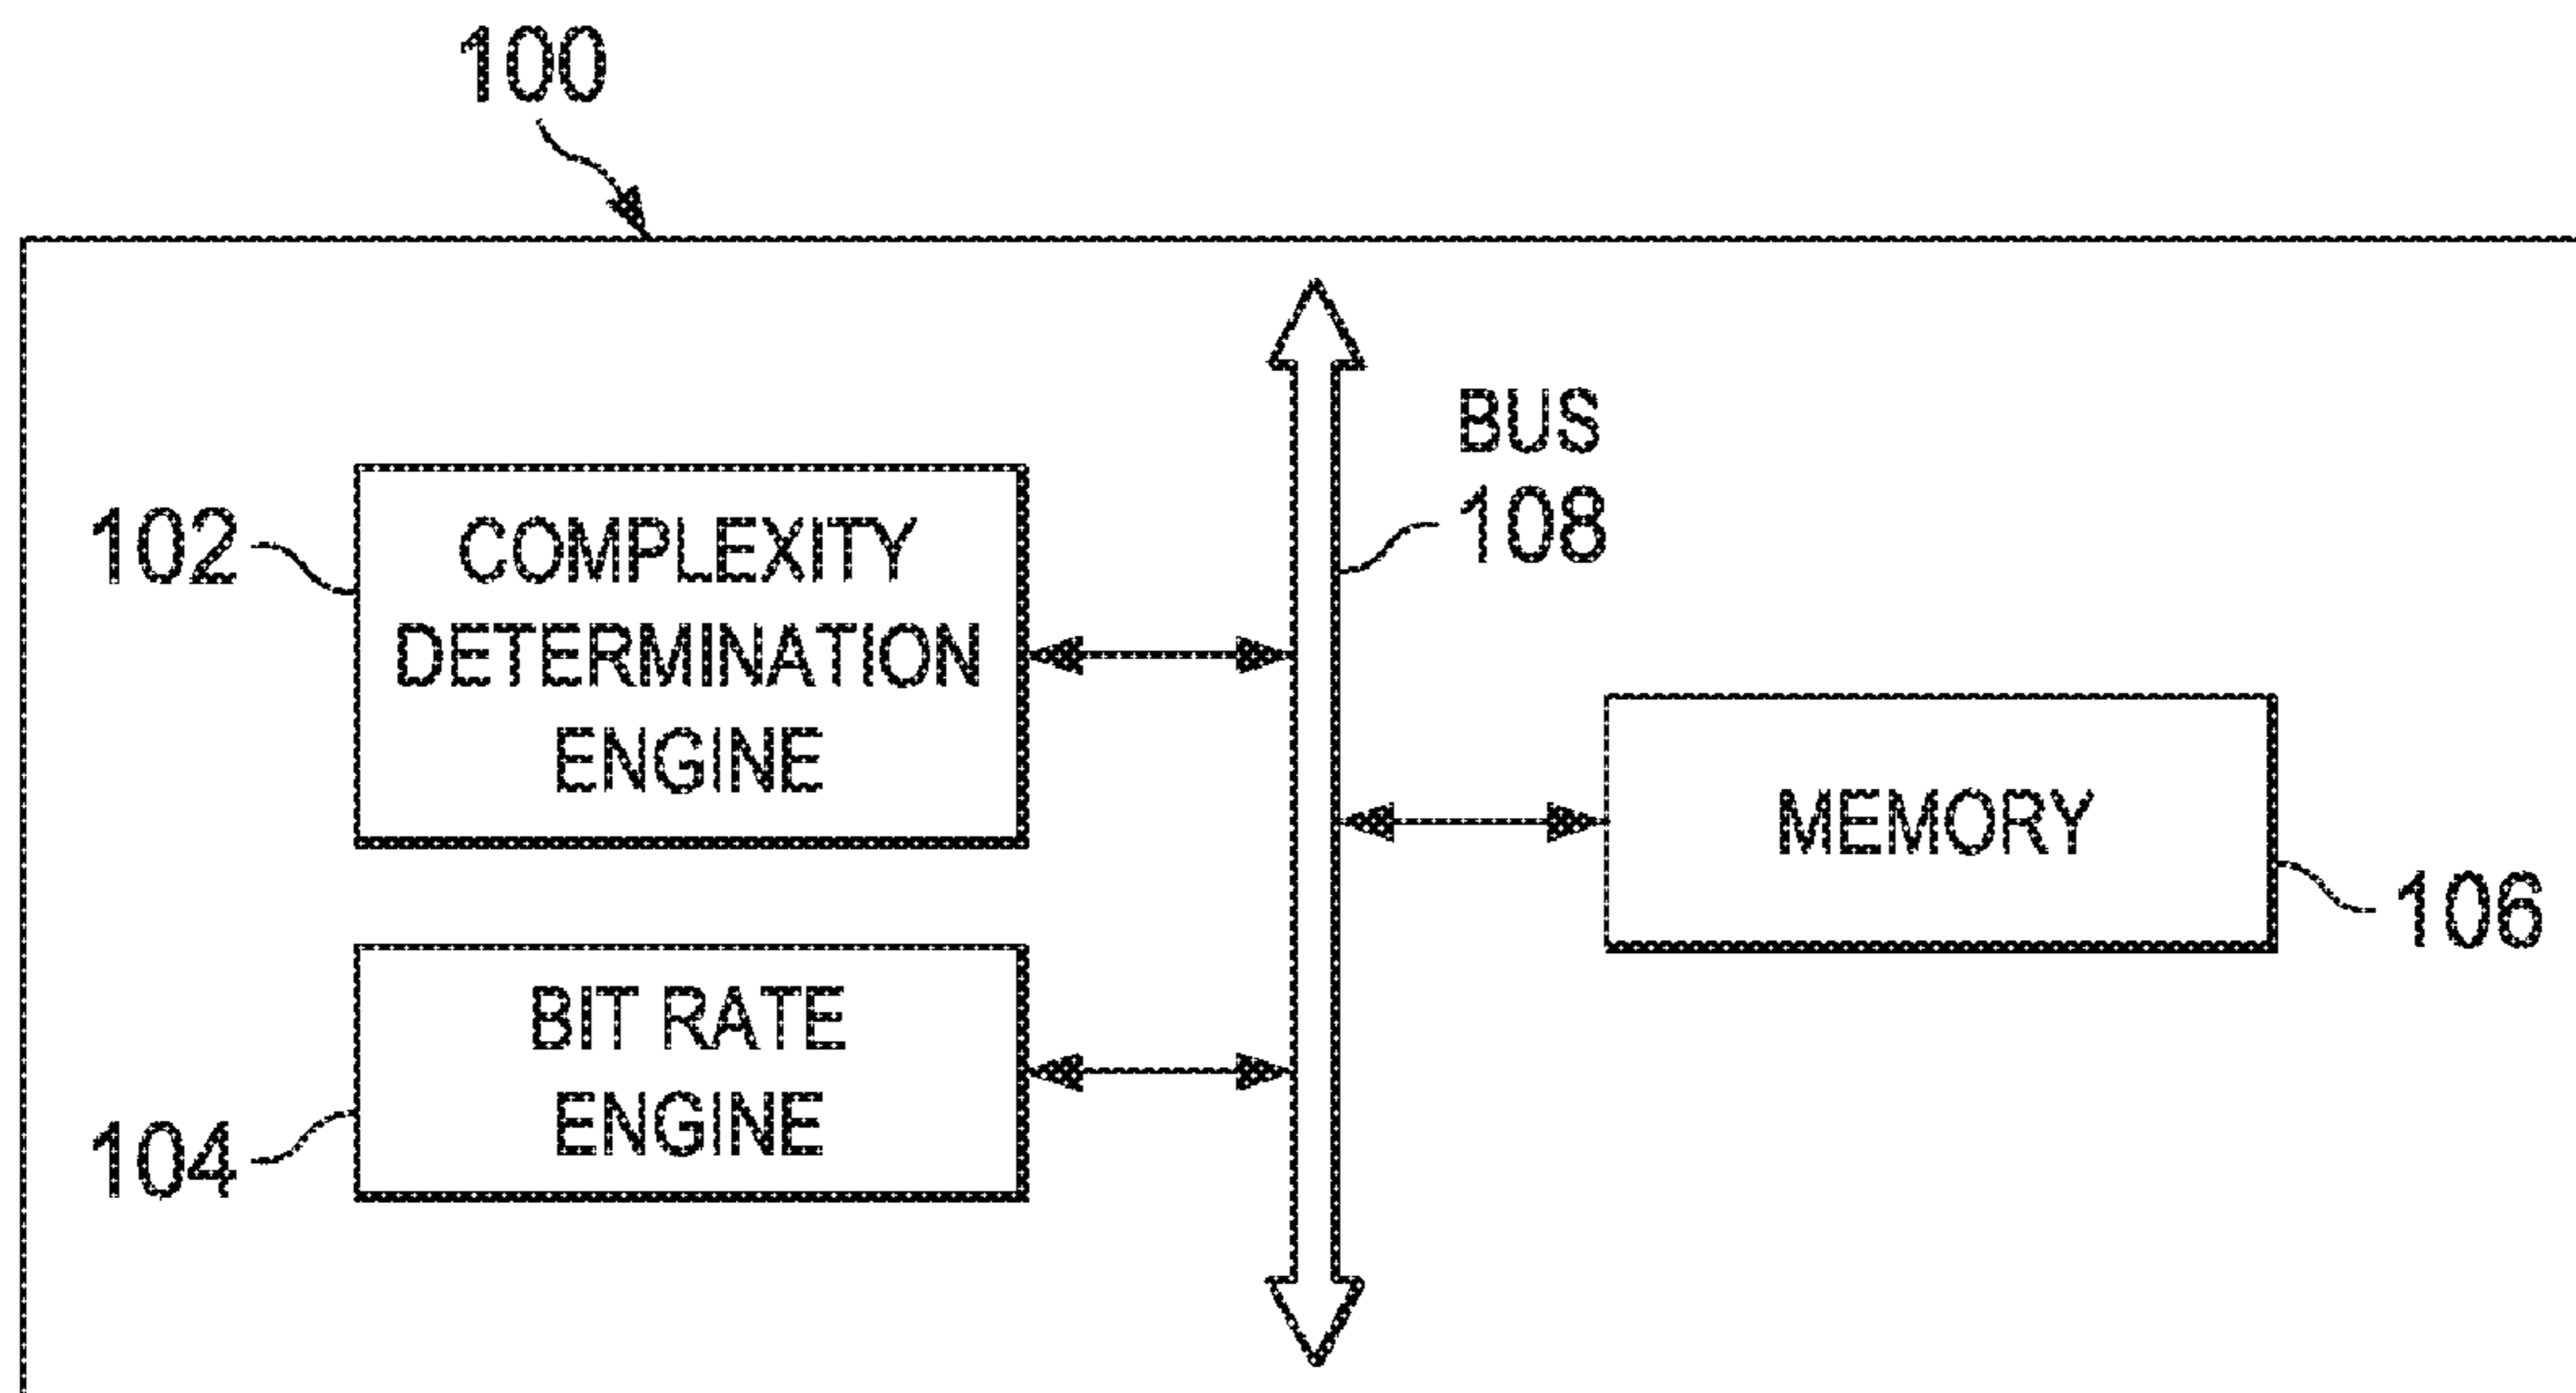 100
BUS
108
102
COMPLEXITY
DETERMINATION
ENGINE
MEMORY
106
BIT RATE
ENGINE
104